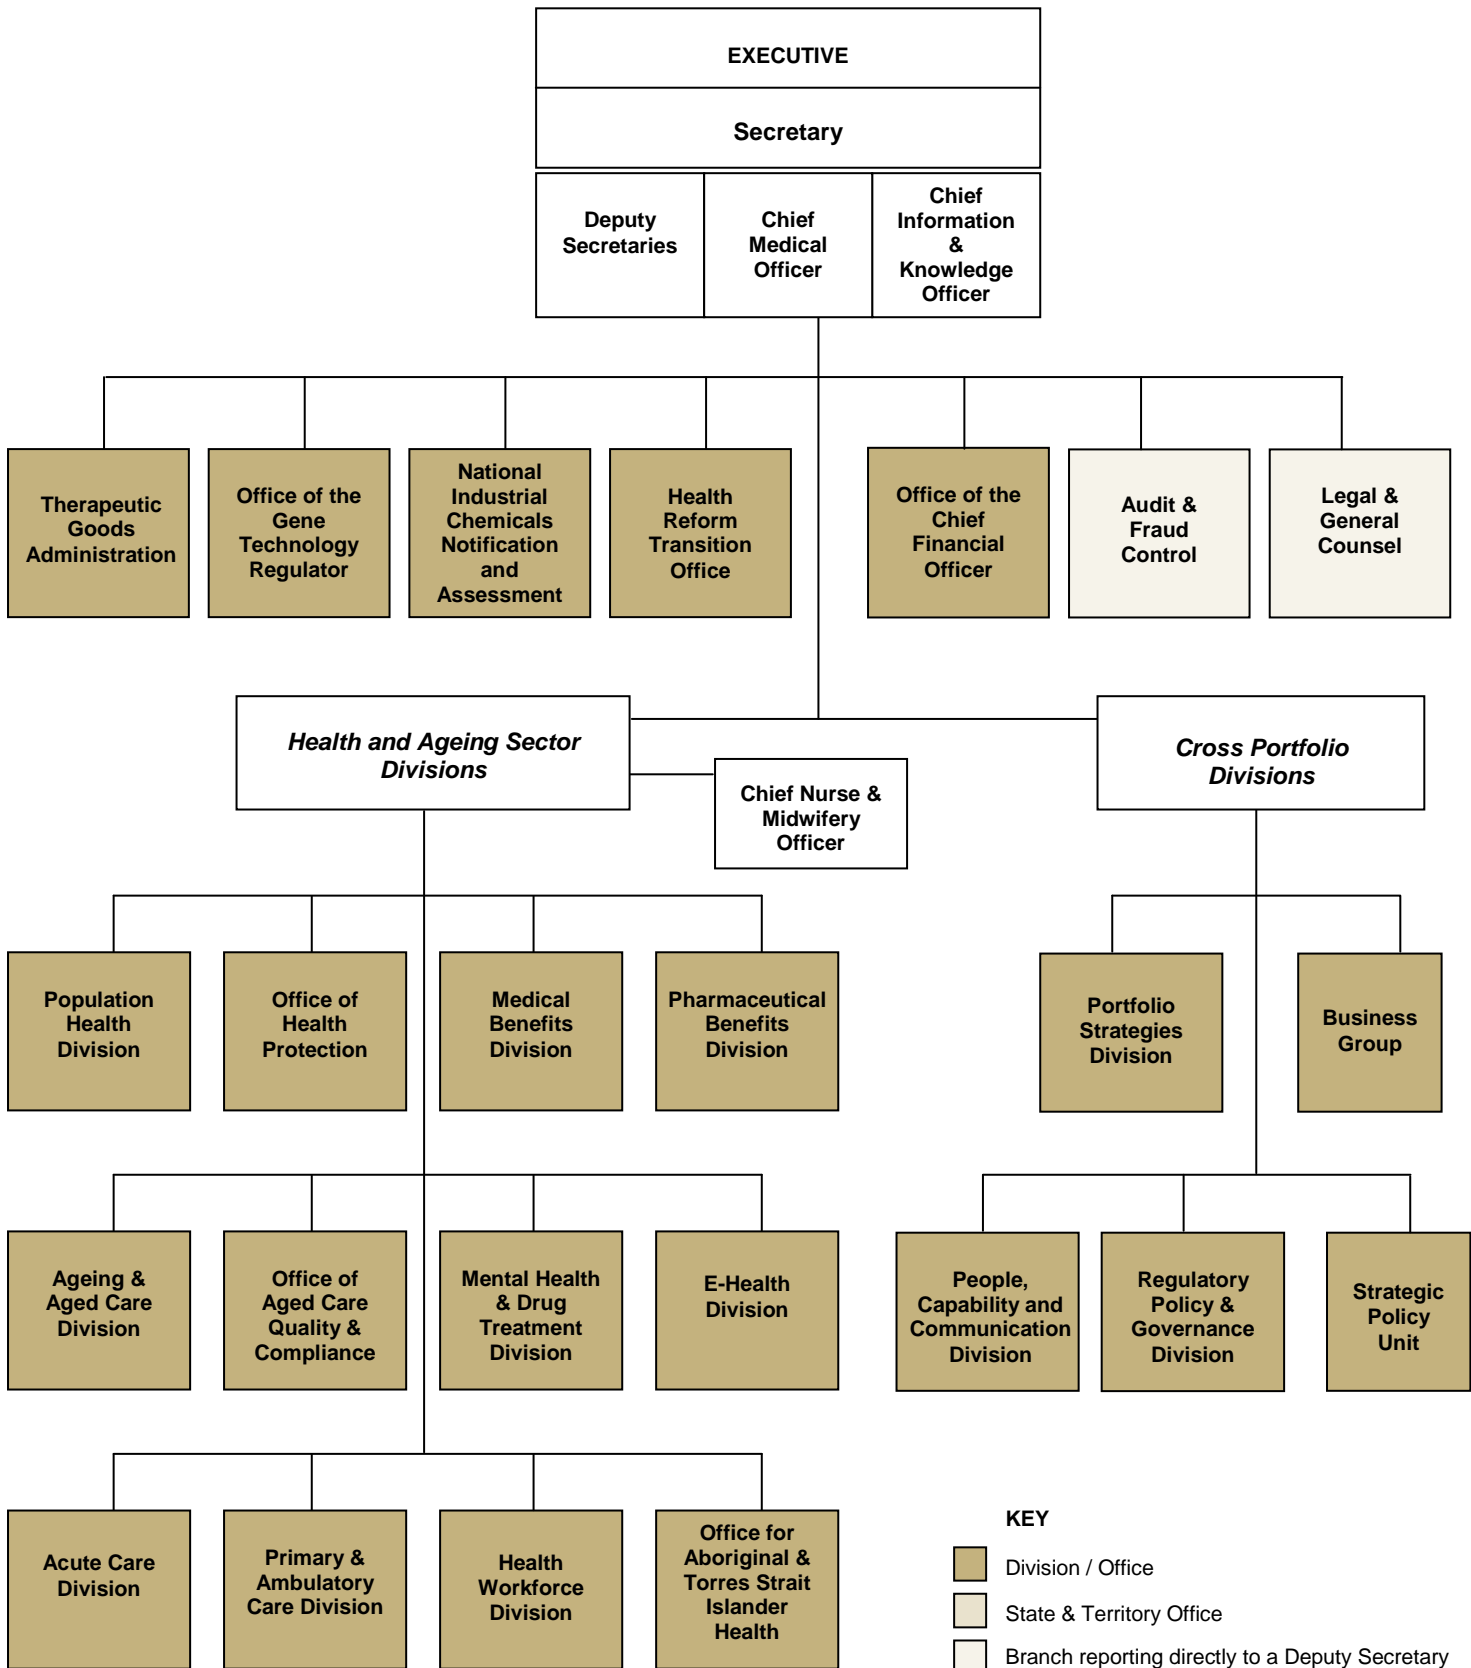 EXECUTIVE
Secretary
Deputy
Secretaries
Chief
Medical
Officer
Chief
Information
&
Knowledge
Officer
Therapeutic
Goods
Administration
Office of the
Gene
Technology
Regulator
National
Industrial
Chemicals
Notification
and
Assessment
Health
Reform
Transition
Office
Office of the
Chief
Financial
Officer
Audit &
Fraud
Control
Legal &
General
Counsel
Health and Ageing Sector
Divisions
Chief Nurse &
Midwifery
Officer
Cross Portfolio
Divisions
Population
Health
Division
Office of
Health
Protection
Medical
Benefits
Division
Pharmaceutical
Benefits
Division
Portfolio
Strategies
Division
Business
Group
Ageing &
Aged Care
Division
Office of
Aged Care
Quality &
Compliance
Mental Health
& Drug
Treatment
Division
E-Health
Division
People,
Capability and
Communication
Division
Regulatory
Policy &
Governance
Division
Strategic
Policy
Unit
Acute Care
Division
Primary &
Ambulatory
Care Division
Health
Workforce
Division
Office for
Aboriginal &
Torres Strait
Islander
Health
KEY
Division / Office
State & Territory Office
Branch reporting directly to a Deputy Secretary